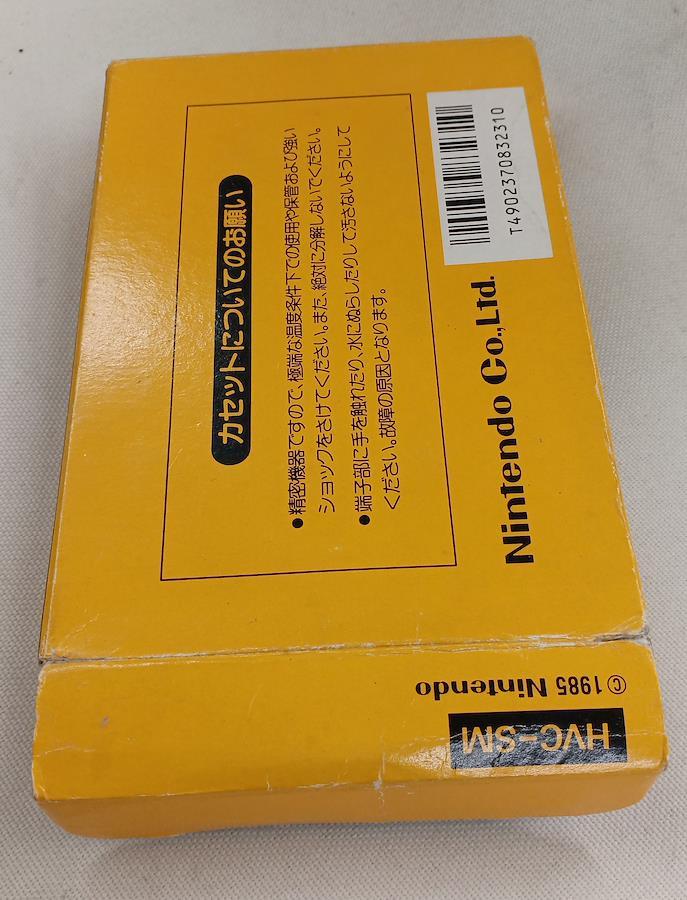 カセットについてのお願い
●精密機器ですので、極端な温度条件下での使用や保管および強い
ショックをさけてください。また、絶対に分解しないでください。
●端子部に手を触れたり、水にぬらしたりして汚さないようにして
ください。故障の原因となります。
Nintendo Co.,Ltd.
T4902370832310
© 1985 Nintendo
HVC-SM